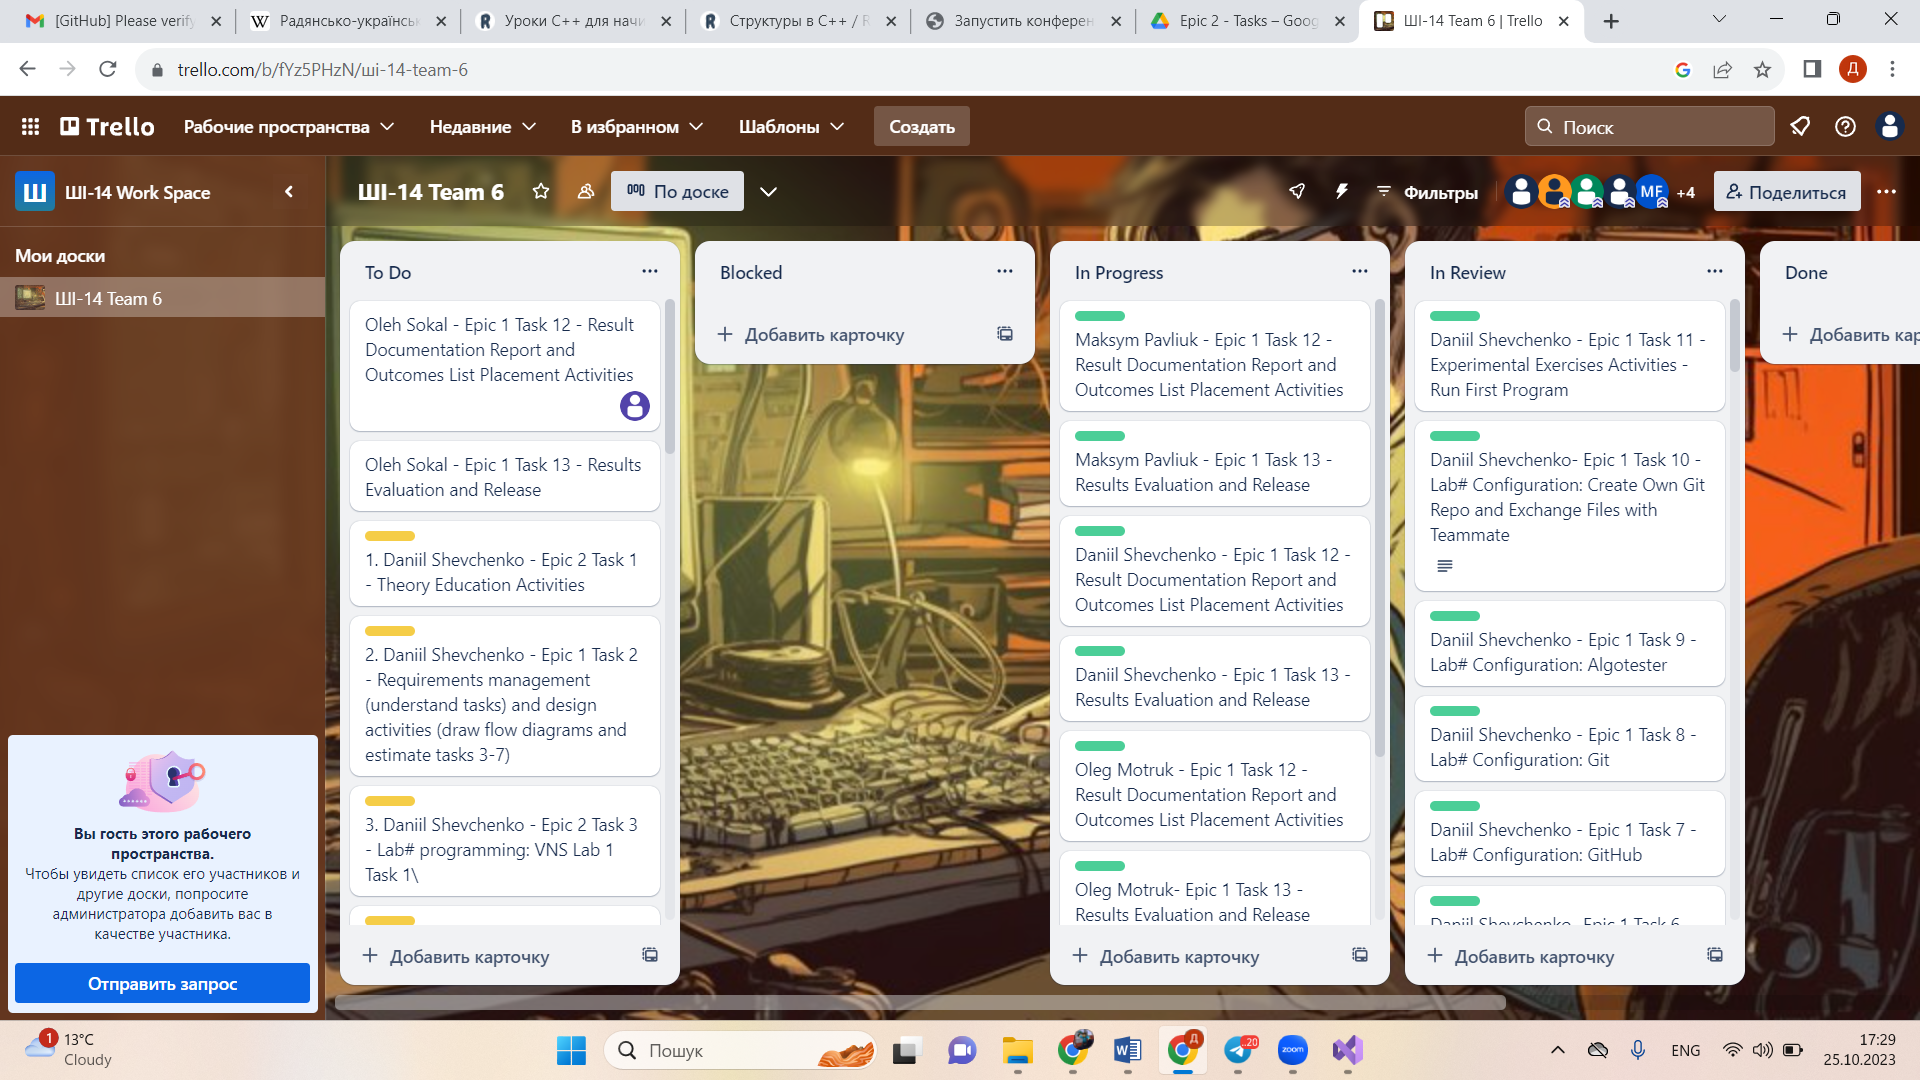 [GitHub] Please verify
Радянсько-українськ
Уроки С++ для начи
Структуры в С++ / R
Запустить конферен
Epic 2 - Tasks – Goog
ШІ-14 Team 6 | Trello
trello.com/b/fYz5PHzN/ші-14-team-6
Д
Trello
Рабочие пространства
Недавние
В избранном
Шаблоны
Создать
Поиск
Ш
ШІ-14 Work Space
ШІ-14 Team 6
По доске
Фильтры
MF
+4
Поделиться
Мои доски
ШІ-14 Team 6
To Do
Oleh Sokal - Epic 1 Task 12 - Result
Documentation Report and
Outcomes List Placement Activities
Oleh Sokal - Epic 1 Task 13 - Results
Evaluation and Release
1. Daniil Shevchenko - Epic 2 Task 1
- Theory Education Activities
2. Daniil Shevchenko - Epic 1 Task 2
- Requirements management
(understand tasks) and design
activities (draw flow diagrams and
estimate tasks 3-7)
3. Daniil Shevchenko - Epic 2 Task 3
- Lab# programming: VNS Lab 1
Task 1\
Добавить карточку
Blocked
Добавить карточку
In Progress
Maksym Pavliuk - Epic 1 Task 12 -
Result Documentation Report and
Outcomes List Placement Activities
Maksym Pavliuk - Epic 1 Task 13 -
Results Evaluation and Release
Daniil Shevchenko - Epic 1 Task 12 -
Result Documentation Report and
Outcomes List Placement Activities
Daniil Shevchenko - Epic 1 Task 13 -
Results Evaluation and Release
Oleg Motruk - Epic 1 Task 12 -
Result Documentation Report and
Outcomes List Placement Activities
Oleg Motruk- Epic 1 Task 13 -
Results Evaluation and Release
Добавить карточку
In Review
Daniil Shevchenko - Epic 1 Task 11 -
Experimental Exercises Activities -
Run First Program
Daniil Shevchenko- Epic 1 Task 10 -
Lab# Configuration: Create Own Git
Repo and Exchange Files with
Teammate
Daniil Shevchenko - Epic 1 Task 9 -
Lab# Configuration: Algotester
Daniil Shevchenko - Epic 1 Task 8 -
Lab# Configuration: Git
Daniil Shevchenko - Epic 1 Task 7 -
Lab# Configuration: GitHub
Daniil Shevchenko- Epic 1 Task 6
Добавить карточку
Done
Добавить кар
Вы гость этого рабочего
пространства.
Чтобы увидеть список его участников и
другие доски, попросите
администратора добавить вас в
качестве участника.
Отправить запрос
1
13°C
Cloudy
Пошук
Д
20
zoom
ENG
17:29
25.10.2023